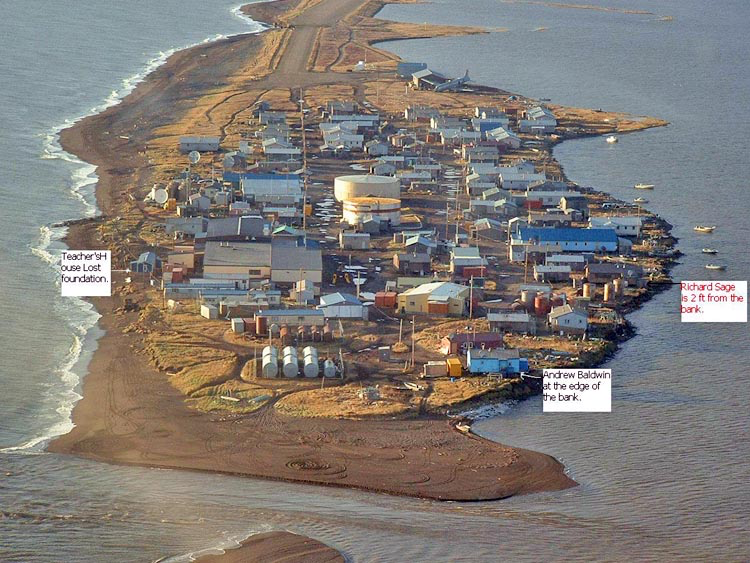 Teacher'sH
ouse Lost
foundation.
Richard Sage
is 2 ft from the
bank.
Andrew Baldwin
at the edge of
the bank.